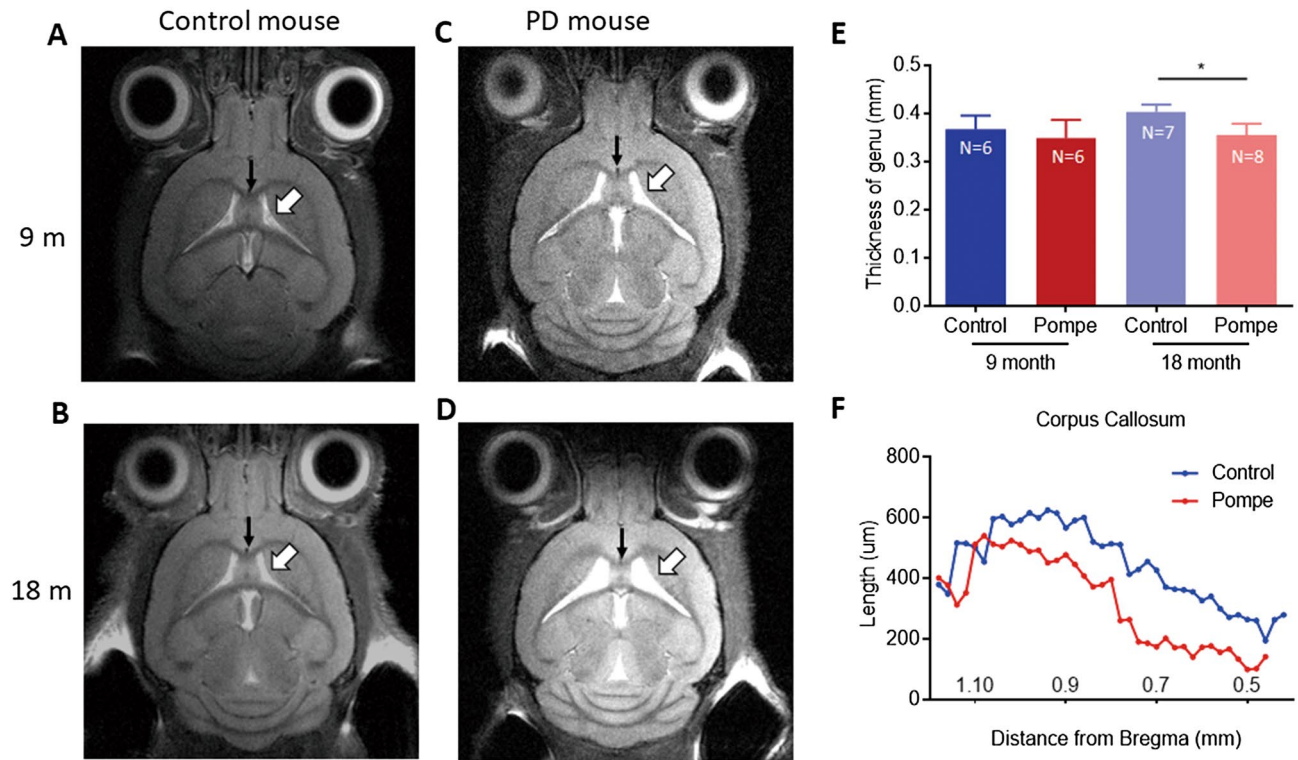 Control mouse
PD mouse
A
C
E
9 m
B
D
18 m
Thickness of genu (mm)
0.5
0.4
0.3
0.2
0.1
0.0
*
N=6
N=6
N=7
N=8
Control
Pompe
Control
Pompe
9 month
18 month
F
Corpus Callosum
Length (um)
800
600
400
200
0
Control
Pompe
1.10
0.9
0.7
0.5
Distance from Bregma (mm)